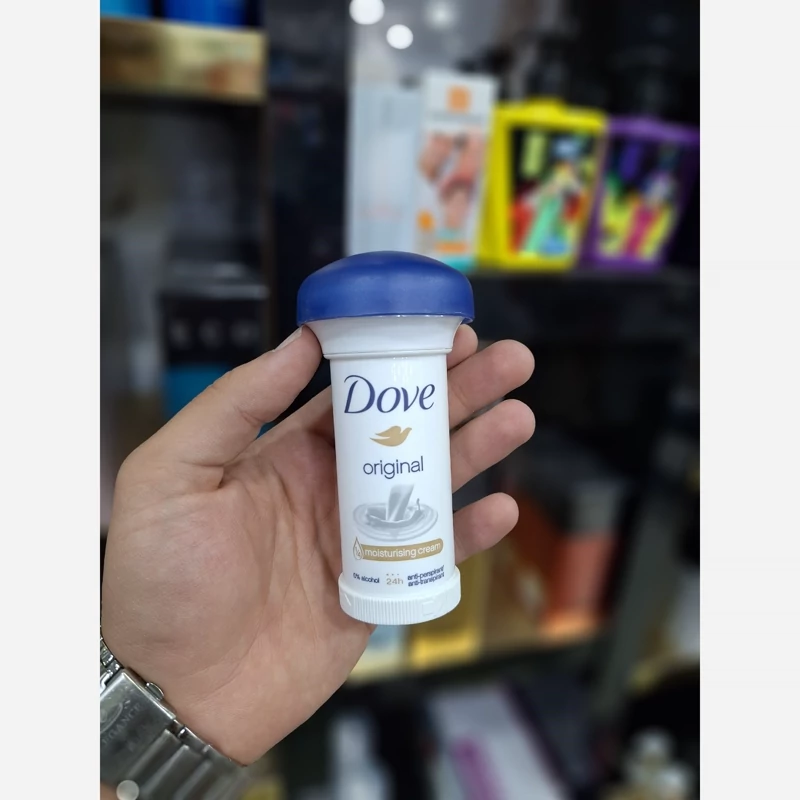 Dove
original
moisturising cream
0% alcohol 24h anti-perspirant
anti-transpirant